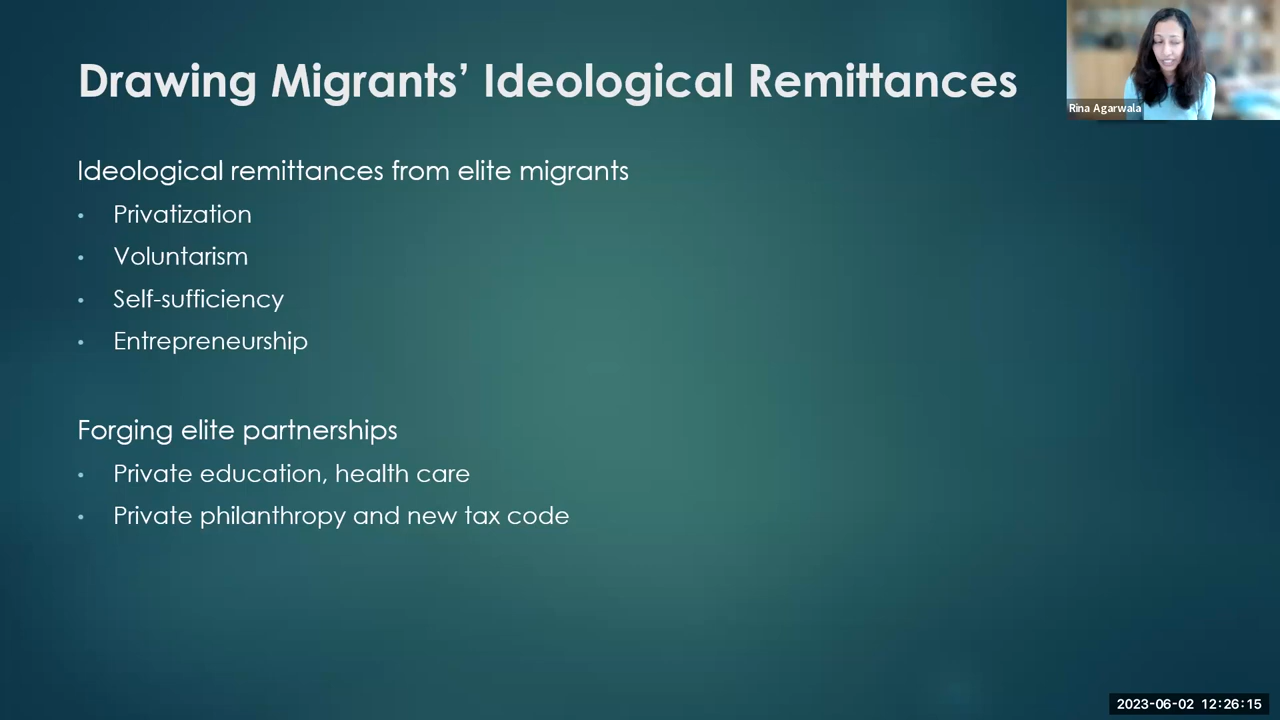 Drawing Migrants’ Ideological Remittances
Rina Agarwala
Ideological remittances from elite migrants
• Privatization
• Voluntarism
• Self-sufficiency
• Entrepreneurship
Forging elite partnerships
• Private education, health care
• Private philanthropy and new tax code
2023-06-02 12:26:15